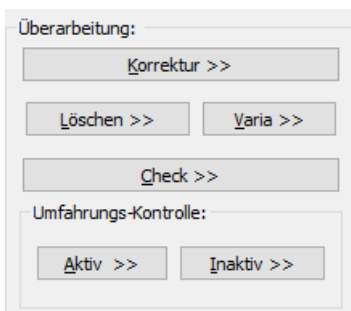 Überarbeitung:
Korrektur >>
Löschen >> Varia >>
Check >>
Umfahrungs-Kontrolle:
Aktiv >> Inaktiv >>